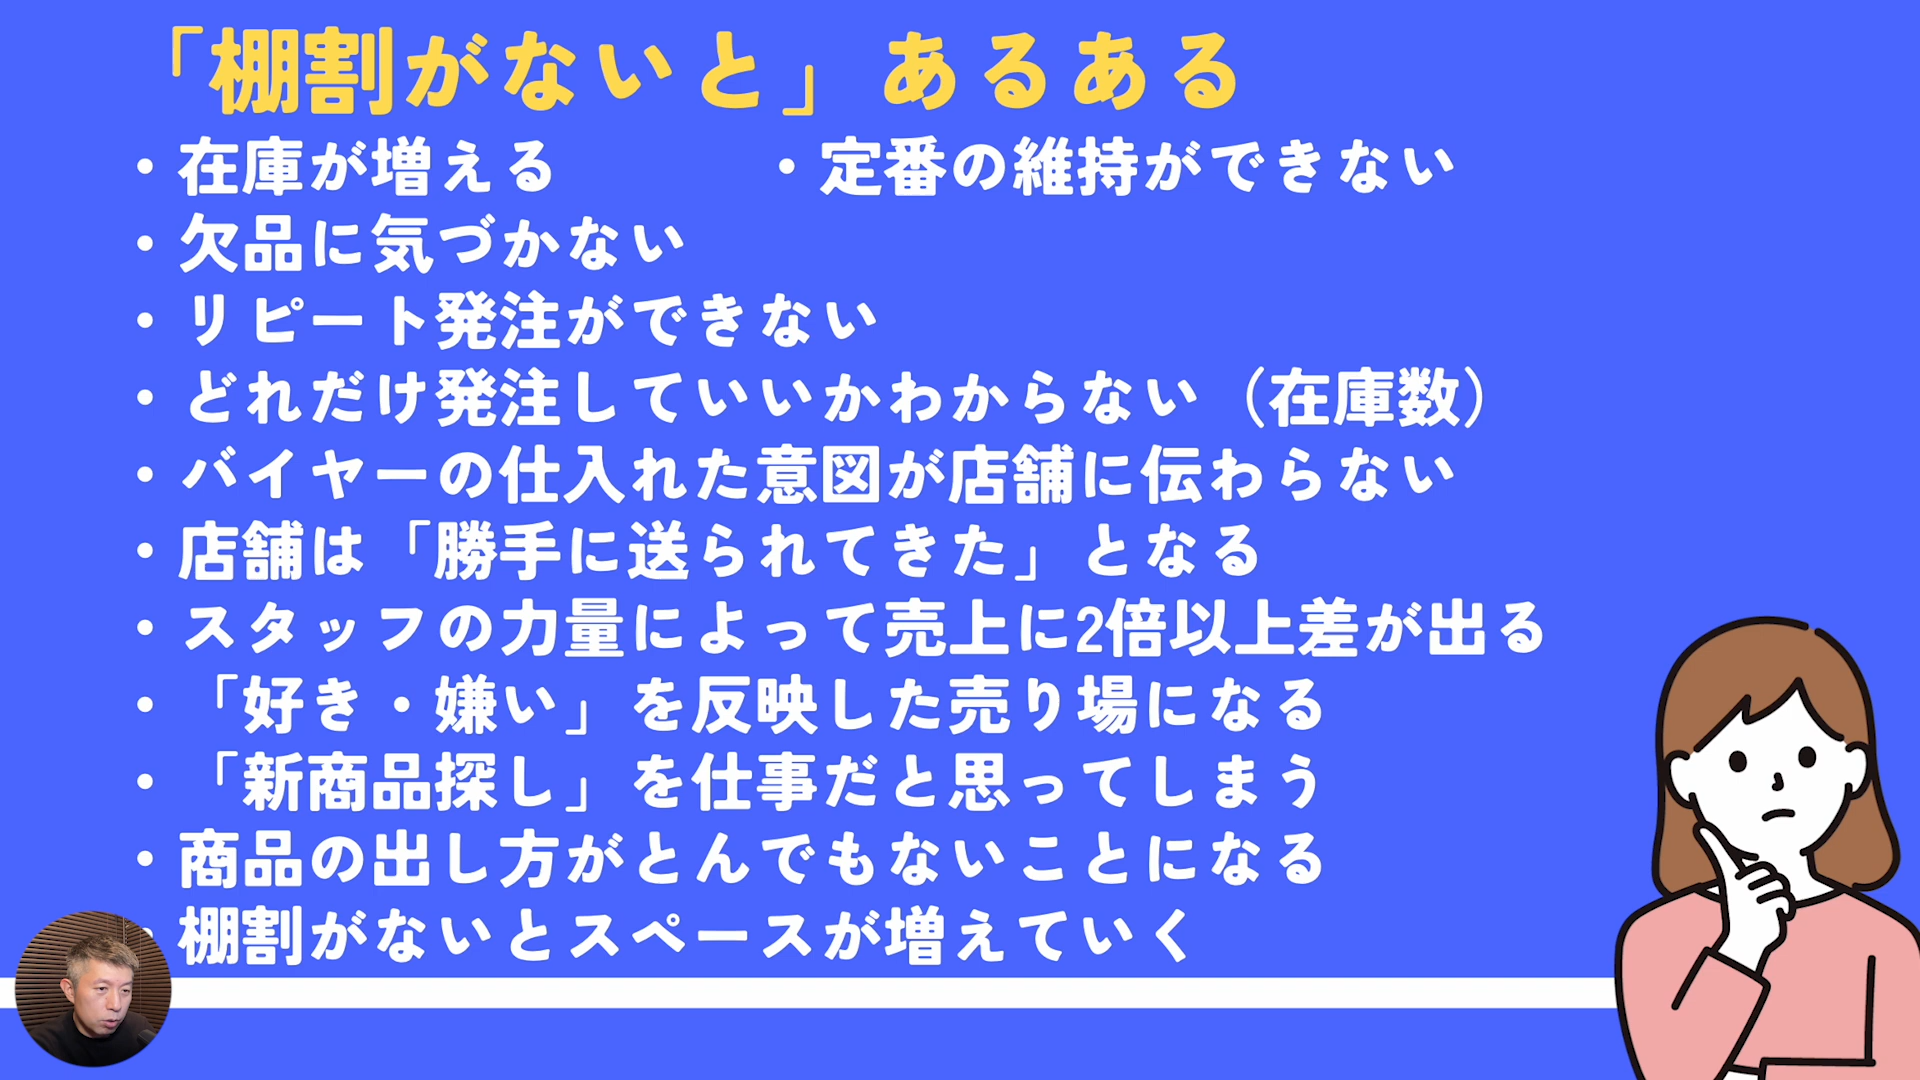 「棚割がないと」あるある
・在庫が増える
・定番の維持ができない
・欠品に気づかない
・リピート発注ができない
・どれだけ発注していいかわからない（在庫数）
・バイヤーの仕入れた意図が店舗に伝わらない
・店舗は「勝手に送られてきた」となる
・スタッフの力量によって売上に2倍以上差が出る
・「好き・嫌い」を反映した売り場になる
・「新商品探し」を仕事だと思ってしまう
・商品の出し方がとんでもないことになる
・棚割がないとスペースが増えていく